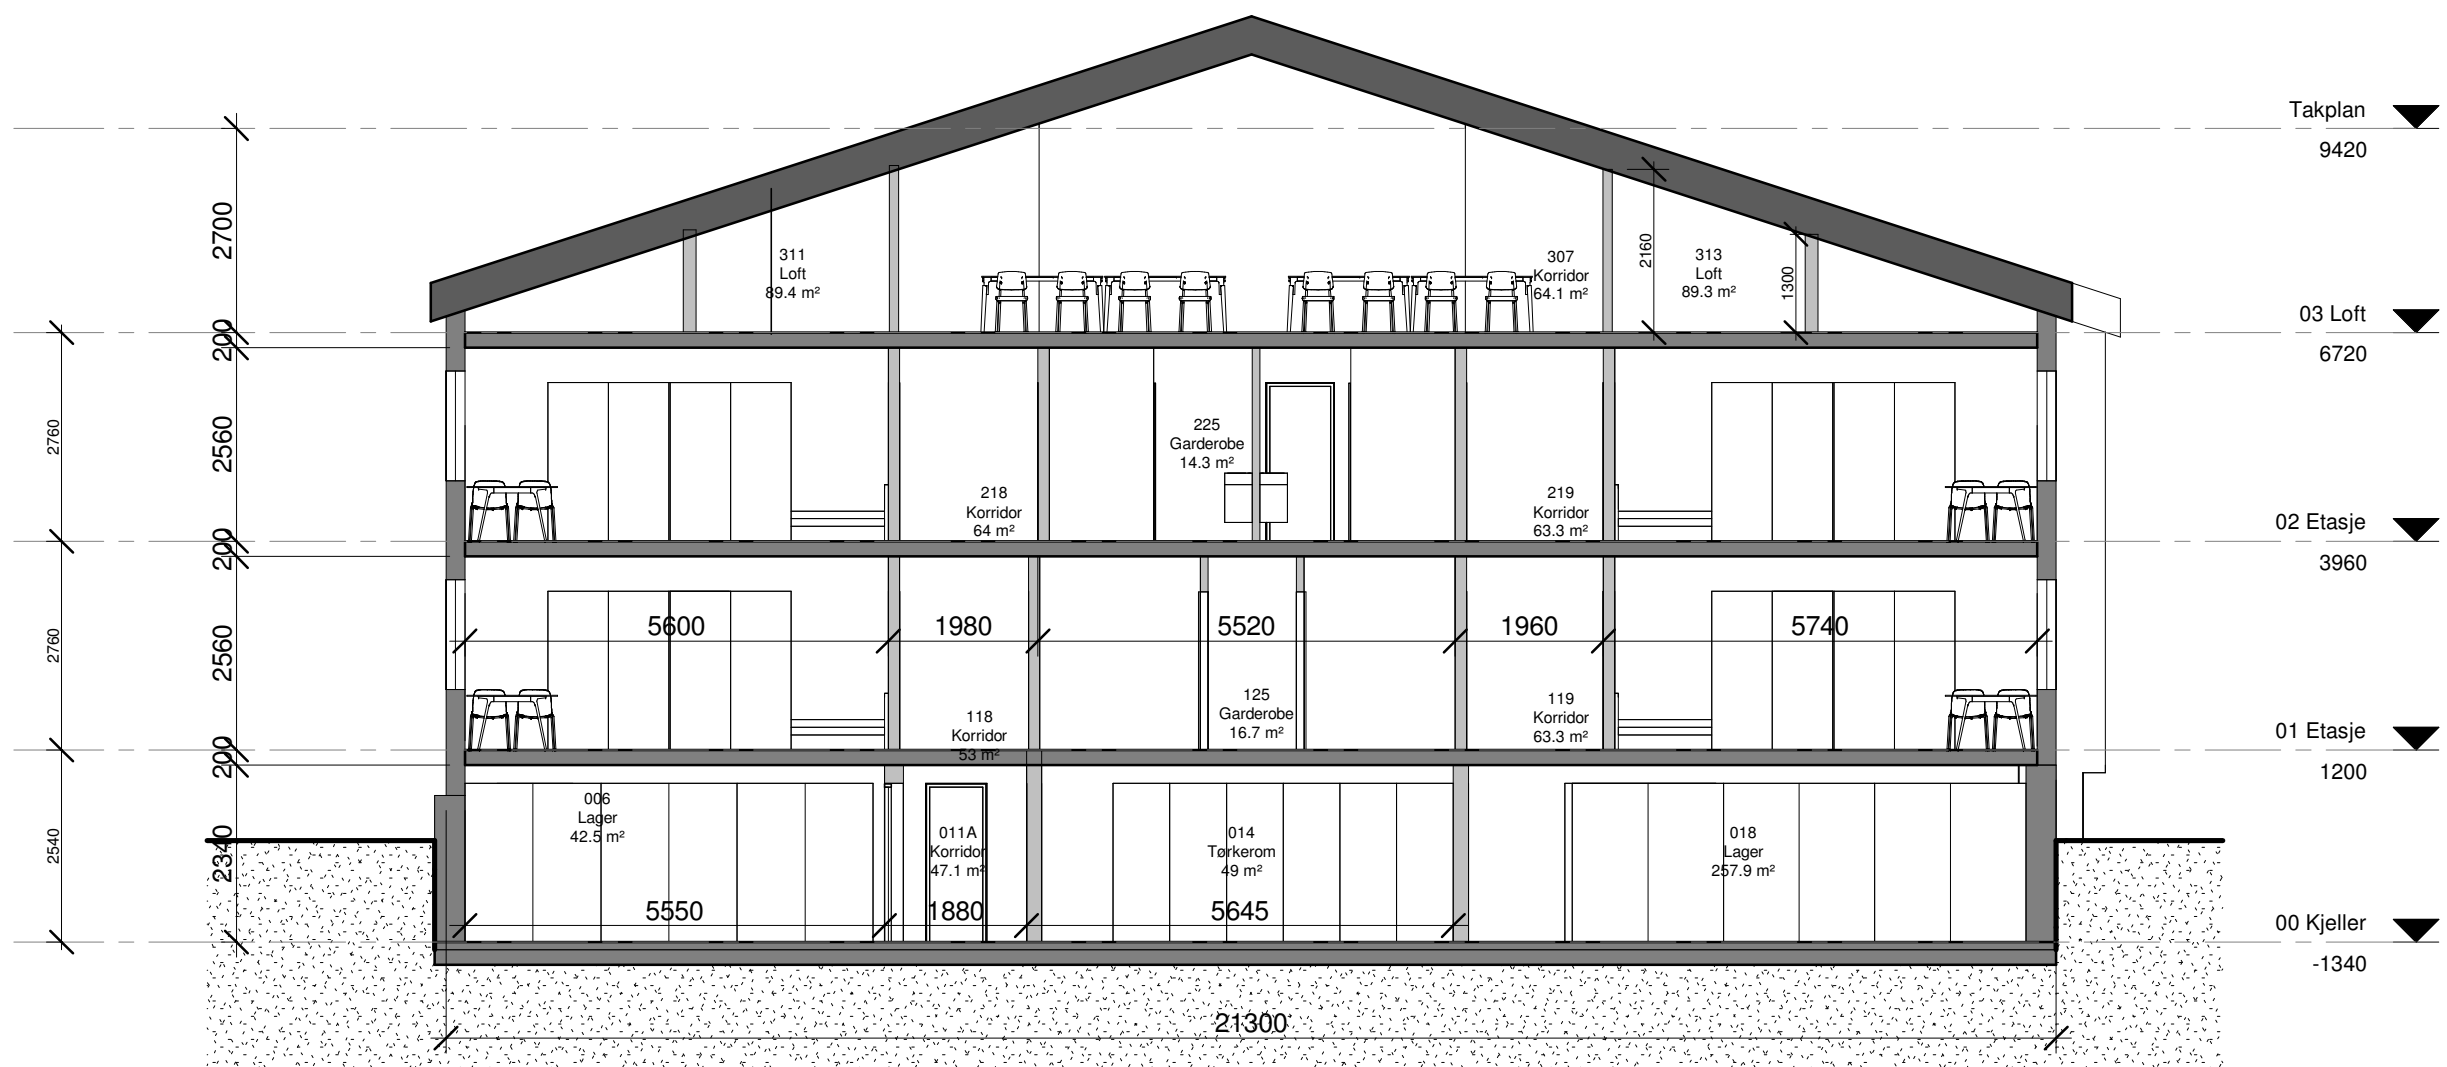 Takplan
9420
2700
311
Loft
89.4 m²
307
Korridor
64.1 m²
2160
313
Loft
89.3 m²
1300
03 Loft
6720
200
2760
2560
225
Garderobe
14.3 m²
218
Korridor
64 m²
219
Korridor
63.3 m²
02 Etasje
3960
200
2760
2560
5600
1980
5520
1960
5740
118
Korridor
53 m²
125
Garderobe
16.7 m²
119
Korridor
63.3 m²
01 Etasje
1200
200
2540
2340
006
Lager
42.5 m²
011A
Korridor
47.1 m²
014
Tørkerom
49 m²
018
Lager
257.9 m²
5550
1880
5645
00 Kjeller
-1340
21300